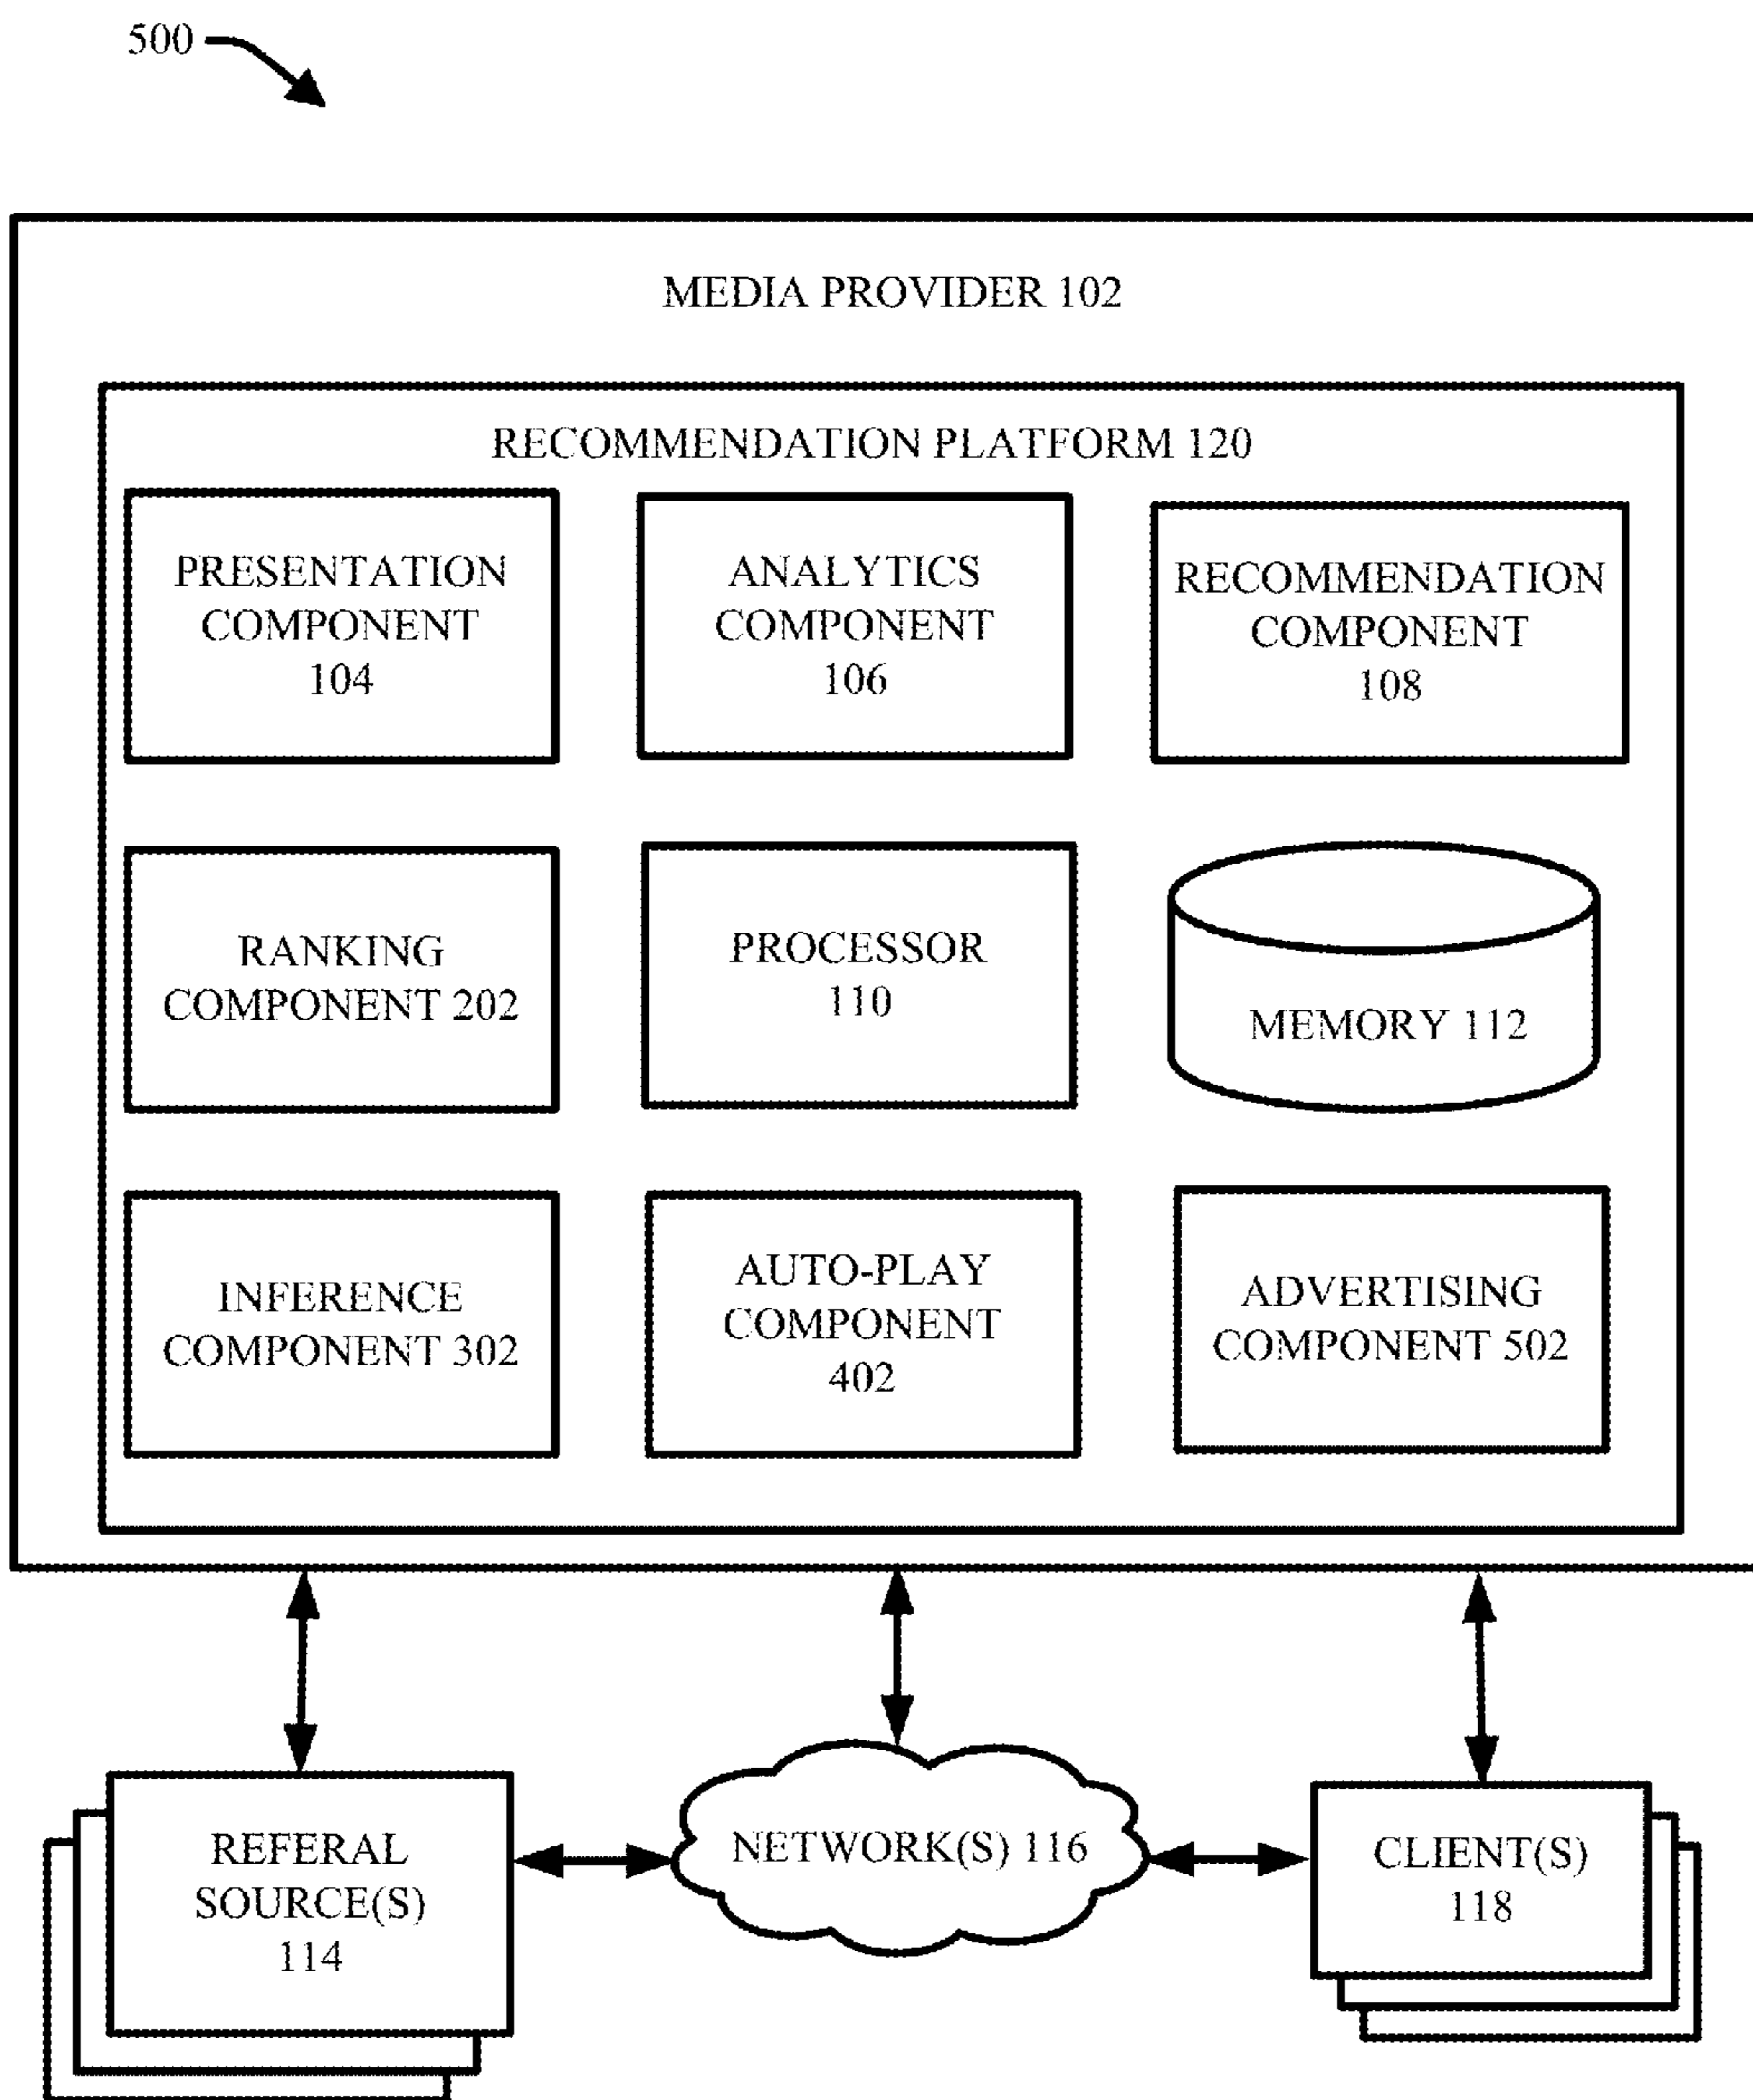 500
MEDIA PROVIDER 102
RECOMMENDATION PLATFORM 120
PRESENTATION
COMPONENT
104
ANALYTICS
COMPONENT
106
RECOMMENDATION
COMPONENT
108
RANKING
COMPONENT 202
PROCESSOR
110
MEMORY 112
INFERENCE
COMPONENT 302
AUTO-PLAY
COMPONENT
402
ADVERTISING
COMPONENT 502
REFERAL
SOURCE(S)
114
NETWORK(S) 116
CLIENT(S)
118